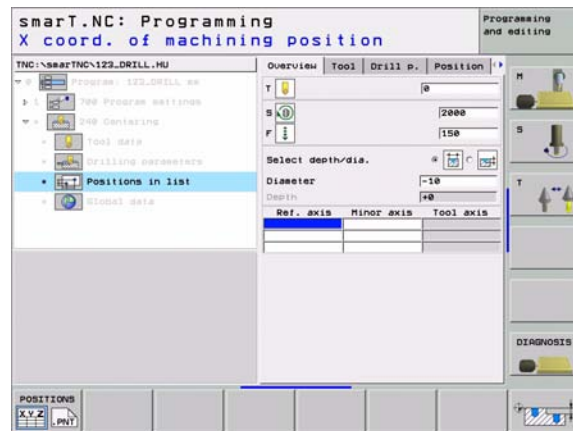 smarT.NC: Programming
X coord. of machining position
Programming and editing
TNC:\smarTNC\123_DRILL.HU
0 Program: 123_DRILL mm
1 700 Program settings
240 Centering
Tool data
Drilling parameters
Positions in list
Global data
Overview Tool Drill p. Position
T 0
S 2000
F 150
Select depth/dia.
Diameter -10
Depth +0
Ref. axis Minor axis Tool axis
M
S
T
DIAGNOSIS
POSITIONS
X,Y,Z .PNT